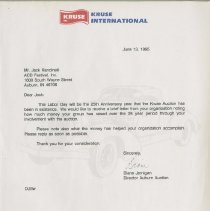 KRUSE
KRUSE
INTERNATIONAL
June 13, 1995
Mr. Jack Randinelli
ACD Festival, Inc.
1600 South Wayne Street
Auburn, IN 46706
Dear Jack:
This Labor Day will be the 25th Anniversary year that the Kruse Auction has
been in existence. We would like to receive a brief letter from your organization noting
how much money your group has raised over the 24 year period through your
involvement with the auction.
Please note also what the money has helped your organization accomplish.
Please reply as soon as possible.
Thank you for your consideration.
Sincerely,
Diane Jernigan
Director Auburn Auction
DJ/bw